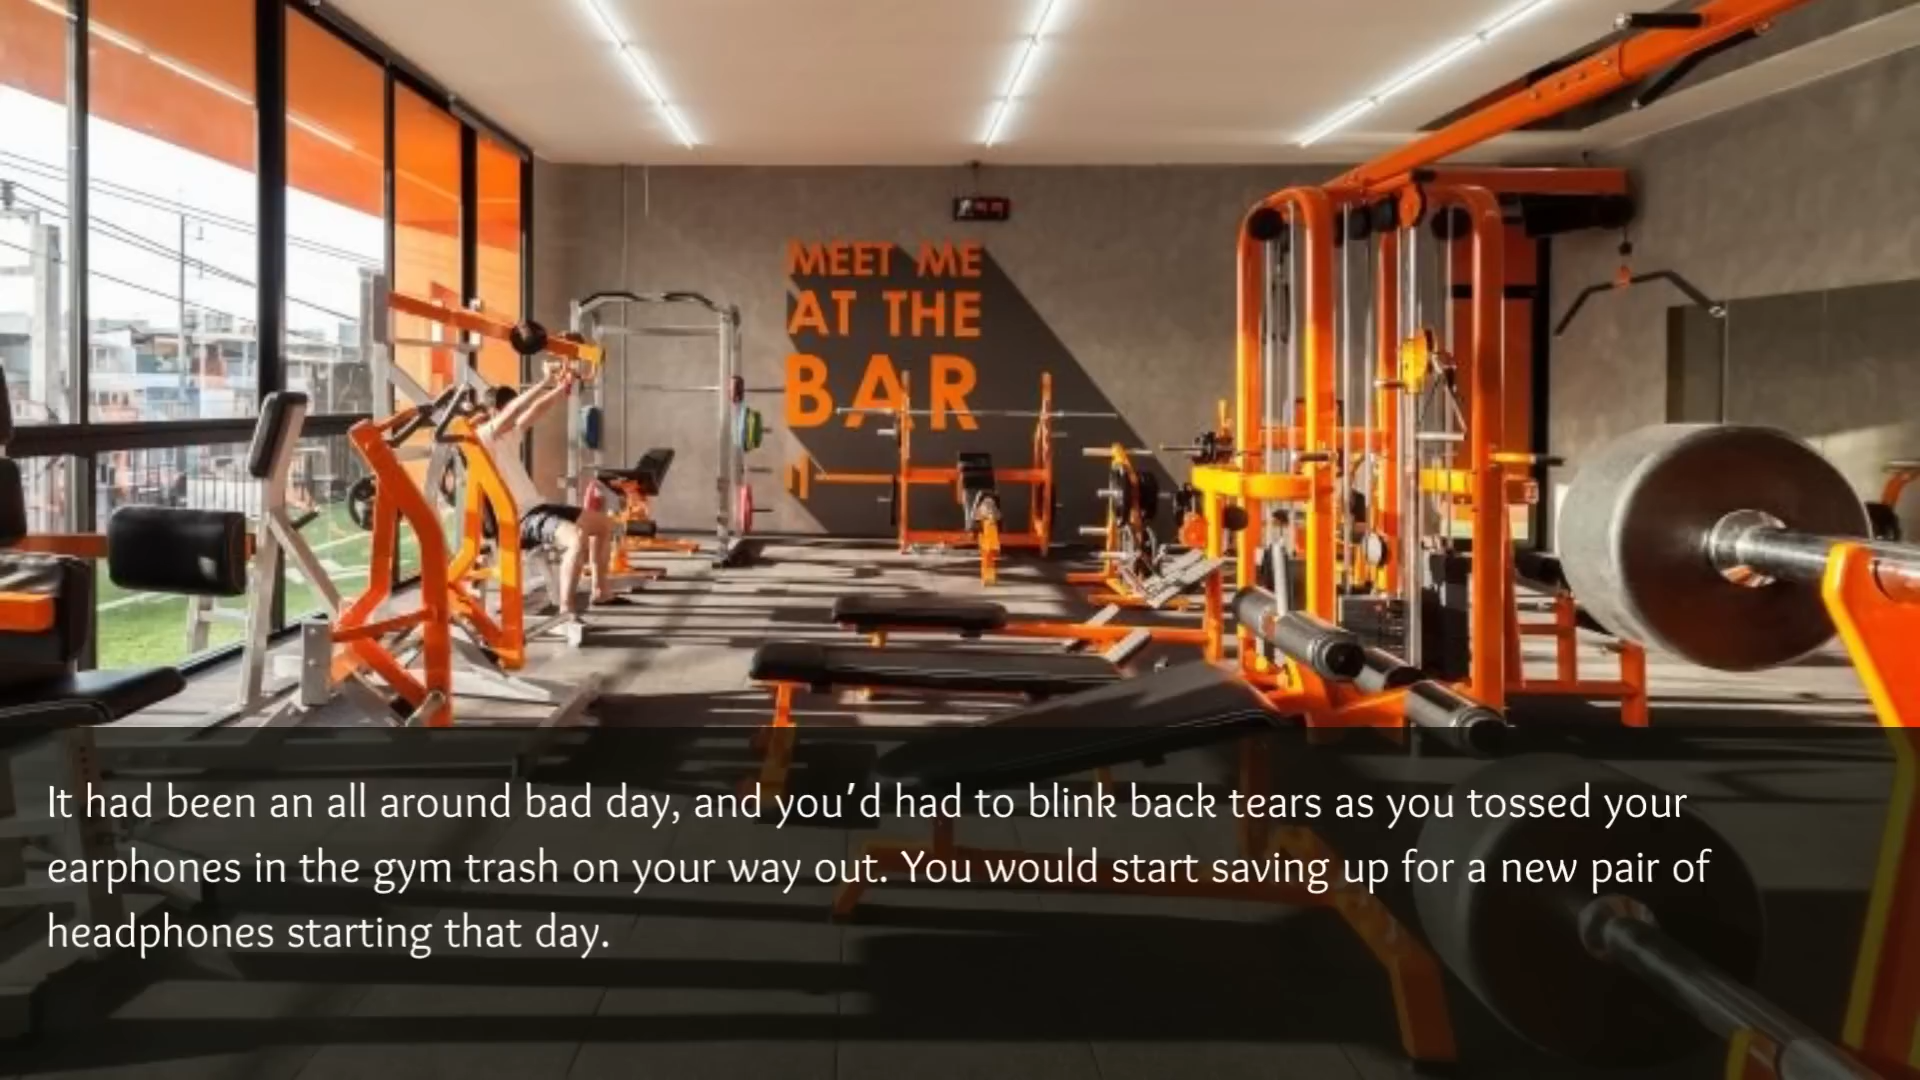 MEET ME
AT THE
BAR
It had been an all around bad day, and you'd had to blink back tears as you tossed your
earphones in the gym trash on your way out. You would start saving up for a new pair of
headphones starting that day.